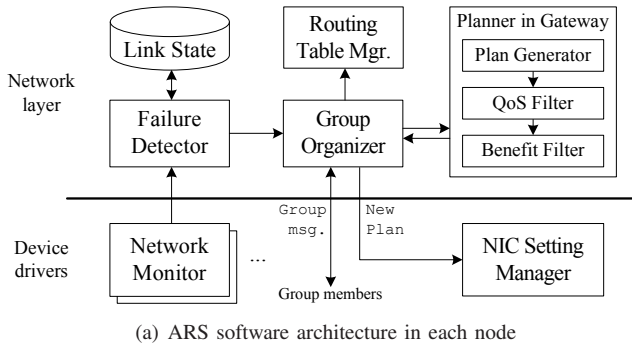 Link State
Routing
Table Mgr.
Planner in Gateway
Plan Generator
QoS Filter
Benefit Filter
Network
layer
Failure
Detector
Group
Organizer
Group
msg.
New
Plan
Device
drivers
Network
Monitor
...
Group members
NIC Setting
Manager
(a) ARS software architecture in each node